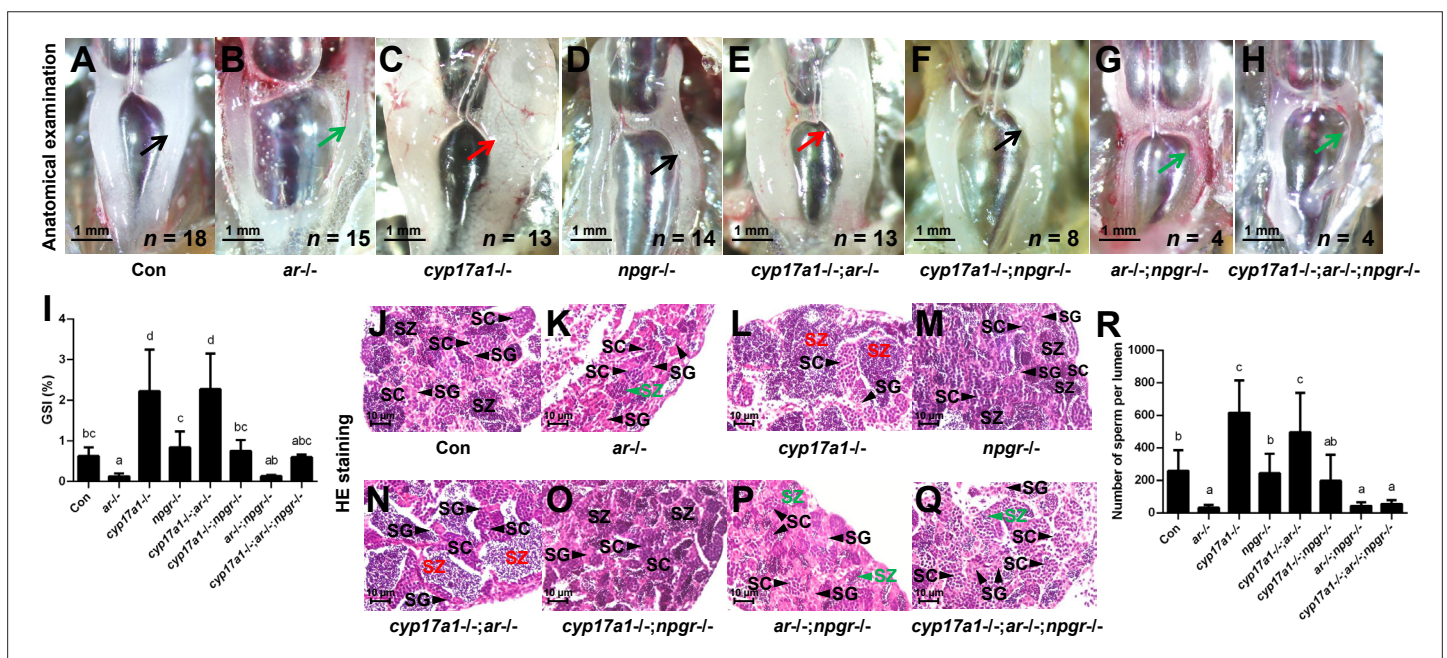 Anatomical examination
A B C D E F G H
1 mm n = 18 1 mm n = 15 1 mm n = 13 1 mm n = 14 1 mm n = 13 1 mm n = 8 1 mm n = 4 1 mm n = 4
Con ar-/- cyp17a1-/- npgr-/- cyp17a1-/-;ar-/- cyp17a1-/-;npgr-/- ar-/-;npgr-/- cyp17a1-/-;ar-/-;npgr-/-
I
GSI (%)
4
3
2
1
0
bc a d c d bc ab abc
Con ar-/- cyp17a1-/- npgr-/- cyp17a1-/-;ar-/- cyp17a1-/-;npgr-/- ar-/-;npgr-/- cyp17a1-/-;ar-/-;npgr-/-
HE staining
J
SC
SZ
SC
SG
SC
SG
SZ
10 μm
Con
K
SC
SG
SC
SZ
SG
10 μm
ar-/-
L
SZ
SZ
SC
SG
10 μm
cyp17a1-/-
M
SG
SC
SZ
SG
SC
SZ
SC
SZ
10 μm
npgr-/-
N
SG
SC
SC
SZ
SZ
SG
10 μm
cyp17a1-/-;ar-/-
O
SZ
SZ
SC
SG
SC
10 μm
cyp17a1-/-;npgr-/-
P
SZ
SC
SG
SZ
SC
SG
10 μm
ar-/-;npgr-/-
Q
SG
SZ
SC
SC
SC
SG
10 μm
cyp17a1-/-;ar-/-;npgr-/-
R
Number of sperm per lumen
1000
800
600
400
200
0
b a c b c ab a a
Con ar-/- cyp17a1-/- npgr-/- cyp17a1-/-;ar-/- cyp17a1-/-;npgr-/- ar-/-;npgr-/- cyp17a1-/-;ar-/-;npgr-/-